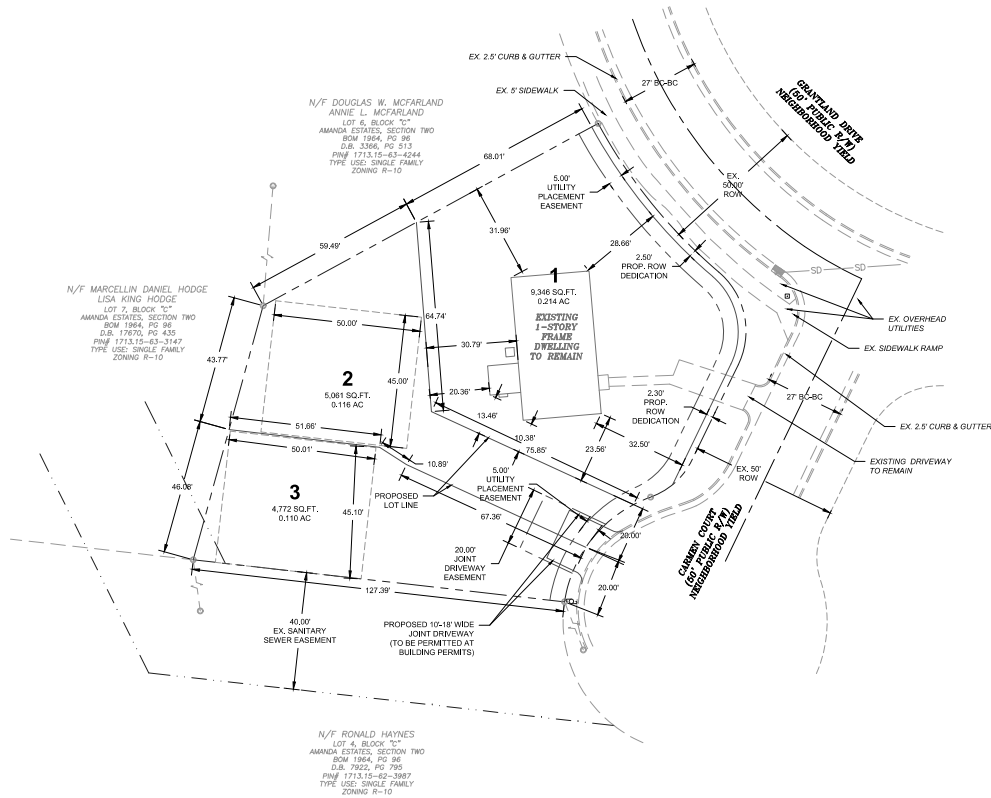 EX. 2.5' CURB & GUTTER
27' BC-BC
EX. 5' SIDEWALK
GRANTLAND DRIVE
(50' PUBLIC R/W)
NEIGHBORHOOD YIELD
N/F DOUGLAS W. MCFARLAND
ANNIE L. MCFARLAND
LOT 6, BLOCK "C"
AMANDA ESTATES, SECTION TWO
BOM 1964, PG 96
D.B. 3366, PG 513
PIN# 1713.15-63-4244
TYPE USE: SINGLE FAMILY
ZONING R-10
68.01'
5.00'
UTILITY
PLACEMENT
EASEMENT
EX.
50.00'
ROW
59.49'
31.96'
28.66'
2.50'
PROP. ROW
DEDICATION
SD
SD
1
9,346 SQ.FT.
0.214 AC
EXISTING
1-STORY
FRAME
DWELLING
TO REMAIN
N/F MARCELLIN DANIEL HODGE
LISA KING HODGE
LOT 7, BLOCK "C"
AMANDA ESTATES, SECTION TWO
BOM 1964, PG 96
D.B. 17670, PG 435
PIN# 1713.15-63-3147
TYPE USE: SINGLE FAMILY
ZONING R-10
EX. OVERHEAD
UTILITIES
EX. SIDEWALK RAMP
64.74'
50.00'
30.79'
43.77'
45.00'
2
5,061 SQ.FT.
0.116 AC
20.36'
13.46'
2.30'
PROP.
ROW
DEDICATION
27' BC-BC
EX. 2.5' CURB & GUTTER
51.66'
50.01'
10.38'
75.85'
23.56'
32.50'
10.89'
EXISTING DRIVEWAY
TO REMAIN
EX. 50'
ROW
5.00'
UTILITY
PLACEMENT
EASEMENT
PROPOSED
LOT LINE
46.08'
3
4,772 SQ.FT.
0.110 AC
45.10'
67.36'
20.00'
JOINT
DRIVEWAY
EASEMENT
20.00'
20.00'
CARMEN COURT
(50' PUBLIC R/W)
NEIGHBORHOOD YIELD
127.39'
40.00'
EX. SANITARY
SEWER EASEMENT
PROPOSED 10'-18' WIDE
JOINT DRIVEWAY
(TO BE PERMITTED AT
BUILDING PERMITS)
N/F RONALD HAYNES
LOT 4, BLOCK "C"
AMANDA ESTATES, SECTION TWO
BOM 1964, PG 96
D.B. 7922, PG 795
PIN# 1713.15-62-3987
TYPE USE: SINGLE FAMILY
ZONING R-10